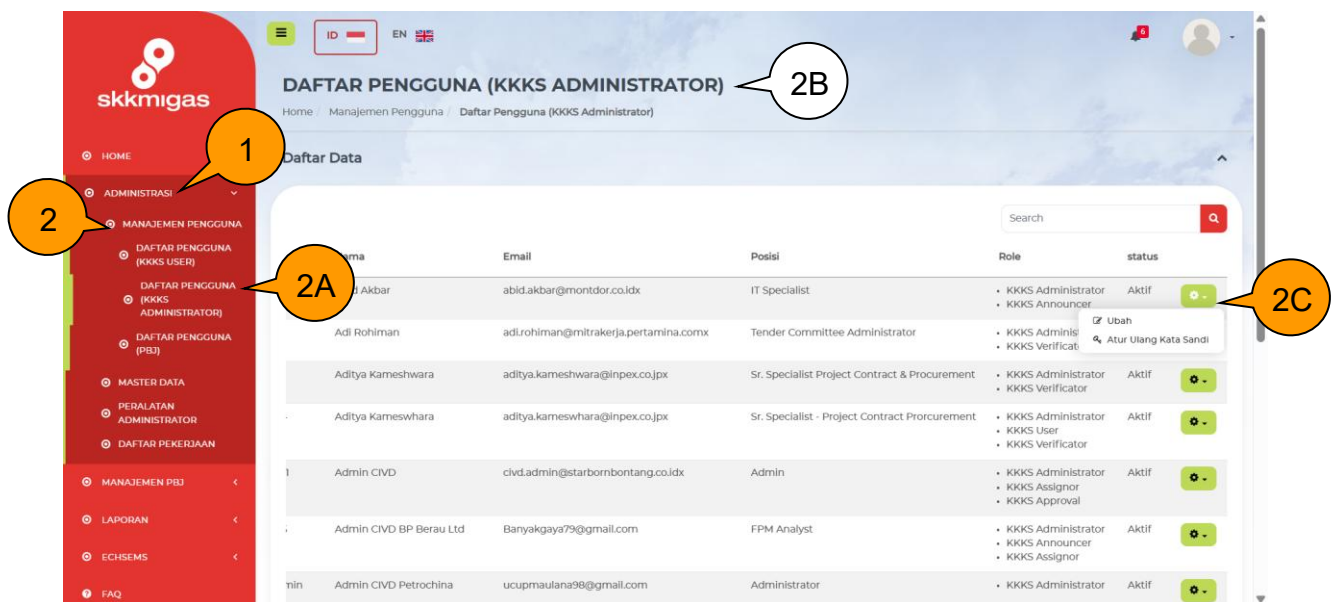 skkmigas
HOME
ADMINISTRASI
MANAJEMEN PENGGUNA
DAFTAR PENGGUNA
(KKKS USER)
DAFTAR PENGGUNA
(KKKS
ADMINISTRATOR)
DAFTAR PENGGUNA
(PBJ)
MASTER DATA
PERALATAN
ADMINISTRATOR
DAFTAR PEKERJAAN
MANAJEMEN PBJ
LAPORAN
ECHSEMS
FAQ
1
2
2A
ID EN 6
DAFTAR PENGGUNA (KKKS ADMINISTRATOR)
2B
Home / Manajemen Pengguna / Daftar Pengguna (KKKS Administrator)
Daftar Data
Search
Email Posisi Role status
Akbar abid.akbar@montdor.co.idx IT Specialist • KKKS Administrator Aktif
• KKKS Announcer
2C
Ubah
Atur Ulang Kata Sandi
Adi Rohiman adi.rohiman@mitrakerja.pertamina.comx Tender Committee Administrator • KKKS
• KKKS
Aditya Kameshwara aditya.kameshwara@inpex.co.jpx Sr. Specialist Project Contract & Procurement • KKKS Administrator Aktif
• KKKS Verificator
Aditya Kameswhara aditya.kameswhara@inpex.co.jpx Sr. Specialist - Project Contract Prorcurement • KKKS Administrator Aktif
• KKKS User
• KKKS Verificator
Admin CIVD civd.admin@starbornbontang.co.idx Admin • KKKS Administrator Aktif
• KKKS Assignor
• KKKS Approval
Admin CIVD BP Berau Ltd Banyakgaya79@gmail.com FPM Analyst • KKKS Administrator Aktif
• KKKS Announcer
• KKKS Assignor
Admin CIVD Petrochina ucupmaulana98@gmail.com Administrator • KKKS Administrator Aktif